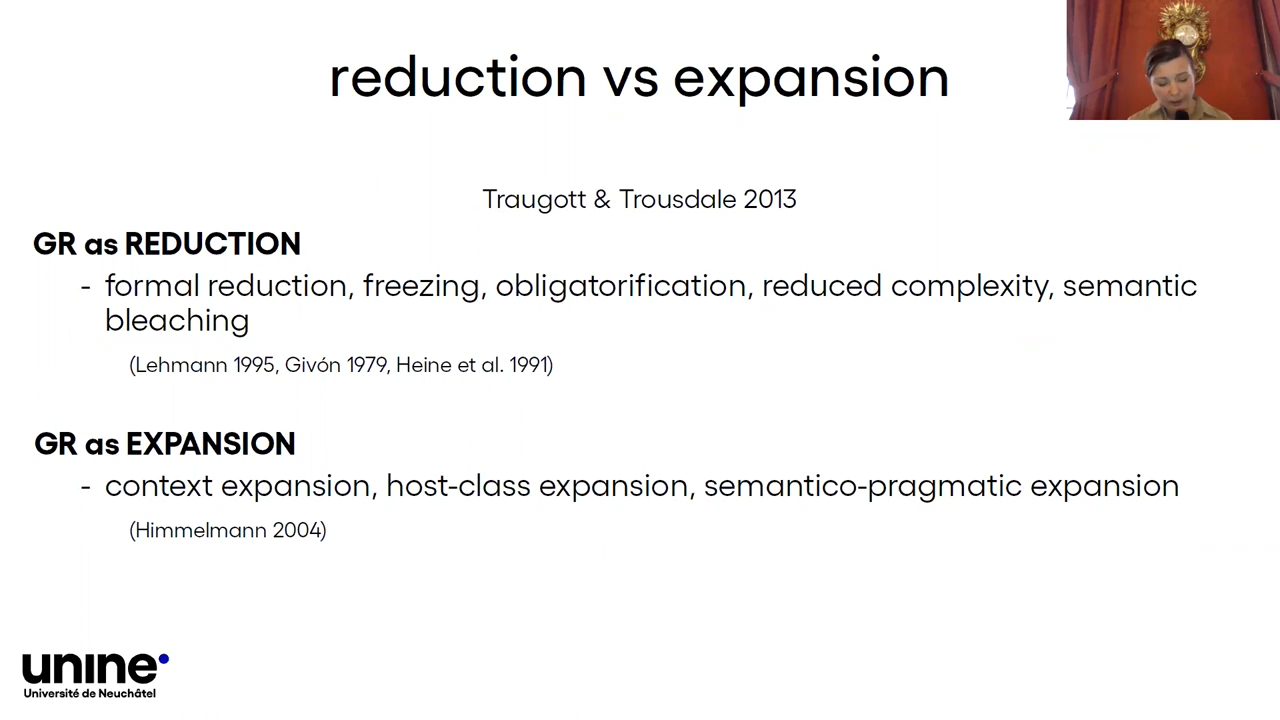 reduction vs expansion
Traugott & Trousdale 2013
GR as REDUCTION
- formal reduction, freezing, obligatorification, reduced complexity, semantic
bleaching
(Lehmann 1995, Givón 1979, Heine et al. 1991)
GR as EXPANSION
- context expansion, host-class expansion, semantico-pragmatic expansion
(Himmelmann 2004)
unine
Université de Neuchâtel